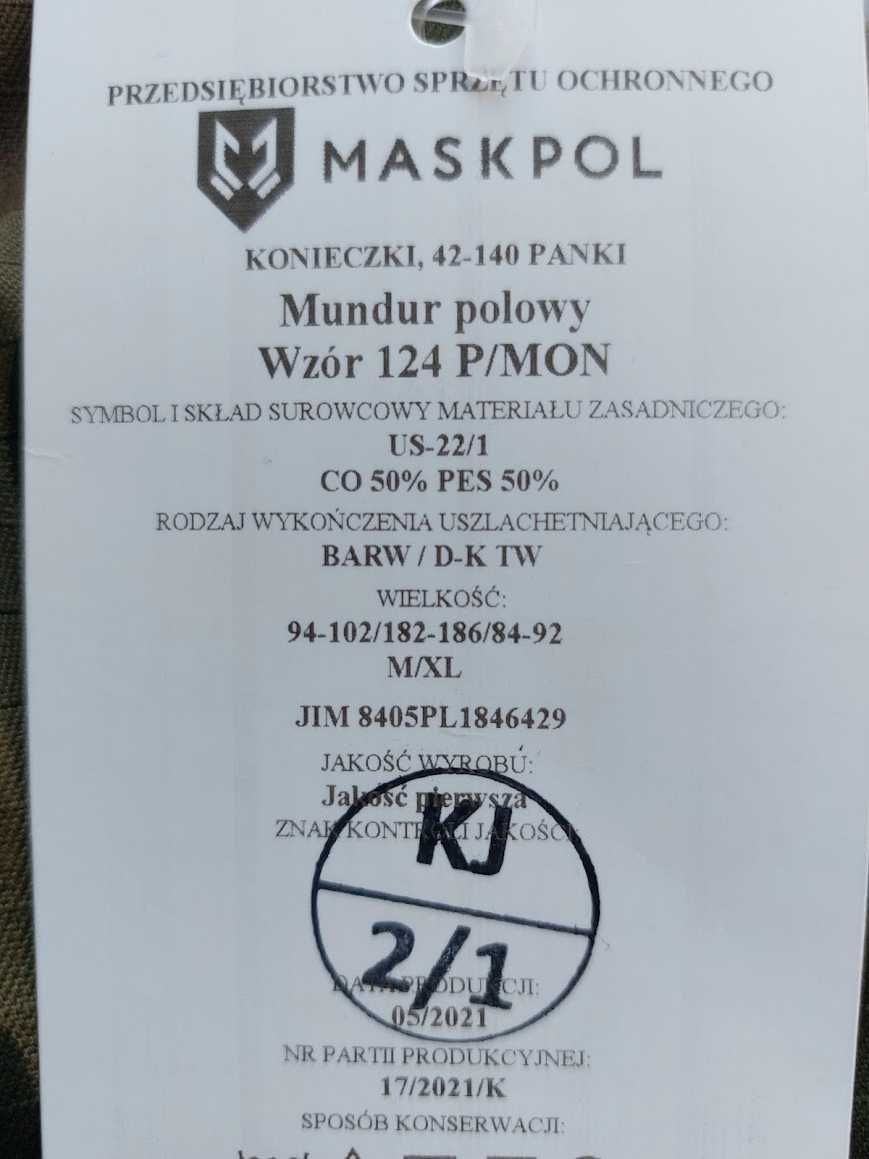 PRZEDSIĘBIORSTWO SPRZĘTU OCHRONNEGO
MASKPOL
KONIECZKI, 42-140 PANKI
Mundur polowy
Wzór 124 P/MON
SYMBOL I SKŁAD SUROWCOWY MATERIAŁU ZASADNICZEGO:
US-22/1
CO 50% PES 50%
RODZAJ WYKOŃCZENIA USZLACHETNIAJĄCEGO:
BARW / D-K TW
WIELKOŚĆ:
94-102/182-186/84-92
M/XL
JIM 8405PL1846429
JAKOŚĆ WYROBU:
Jakość pierwsza
ZNAK KONTROLI JAKOŚCI:
KJ
2/1
DATA PRODUKCJI:
05/2021
NR PARTII PRODUKCYJNEJ:
17/2021/K
SPOSÓB KONSERWACJI: